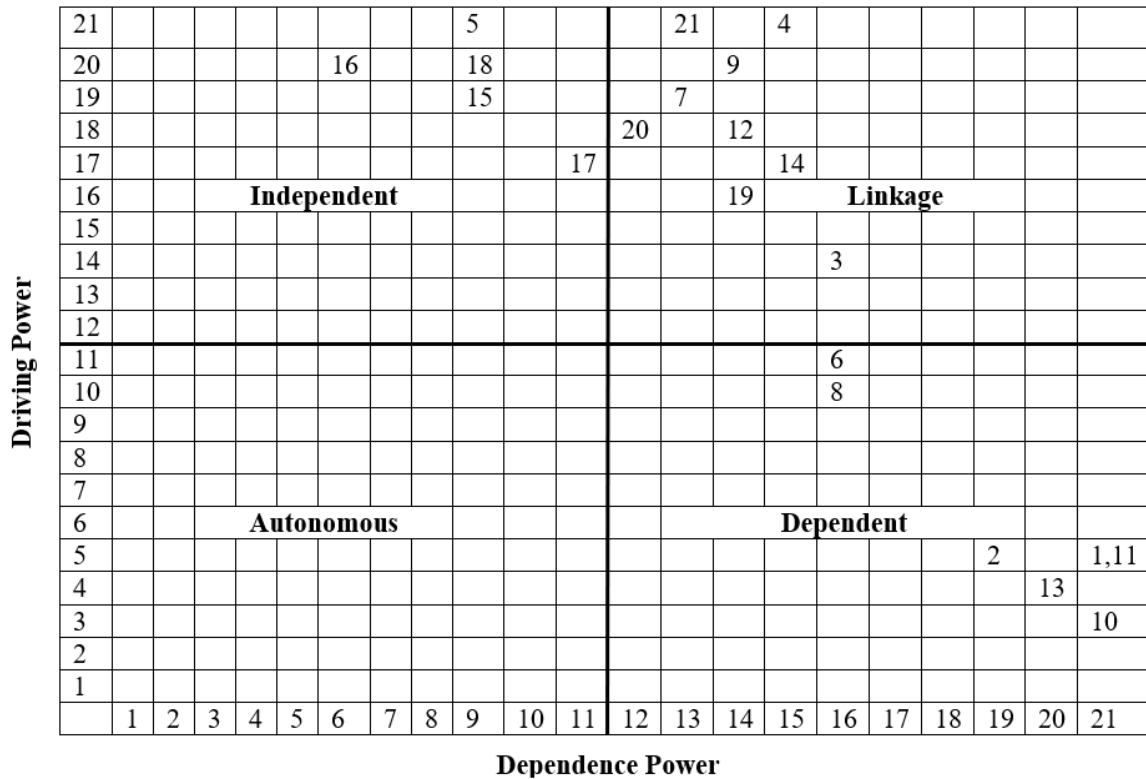 21 5 21 4
20 16 18 9
19 15 7
18 20 12
17 17 14
16 Independent 19 Linkage
15
14 3
13
12
11 6
10 8
9
8
7
6 Autonomous Dependent
5 2 1,11
4 13
3 10
2
1
1 2 3 4 5 6 7 8 9 10 11 12 13 14 15 16 17 18 19 20 21
Driving Power
Dependence Power